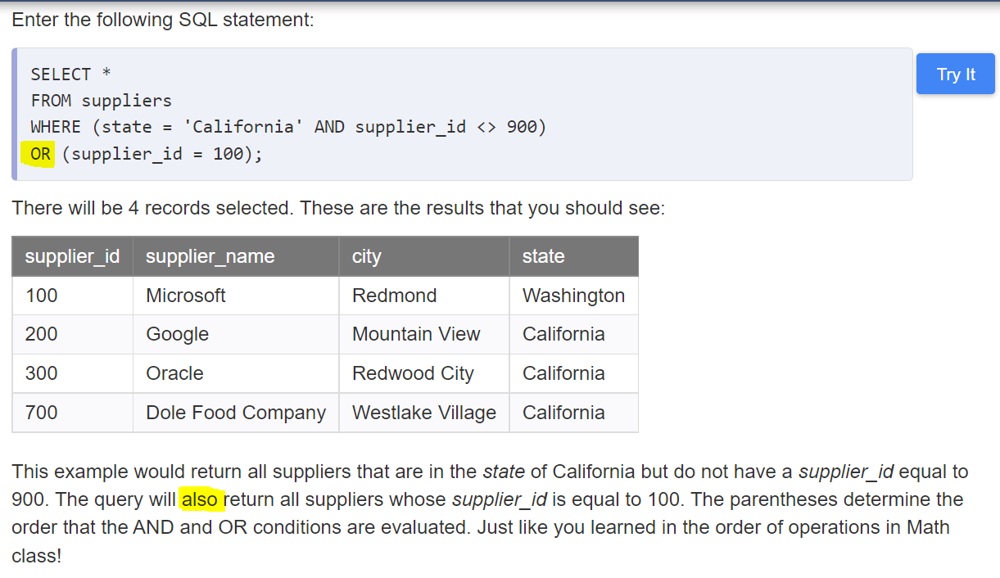 Enter the following SQL statement:
SELECT *
Try It
FROM suppliers
WHERE (state = 'California' AND supplier_id <> 900)
OR (supplier_id = 100);
There will be 4 records selected. These are the results that you should see:
supplier_id supplier_name city state
100 Microsoft Redmond Washington
200 Google Mountain View California
300 Oracle Redwood City California
700 Dole Food Company Westlake Village California
This example would return all suppliers that are in the state of California but do not have a supplier_id equal to
900. The query will also return all suppliers whose supplier_id is equal to 100. The parentheses determine the
order that the AND and OR conditions are evaluated. Just like you learned in the order of operations in Math
class!